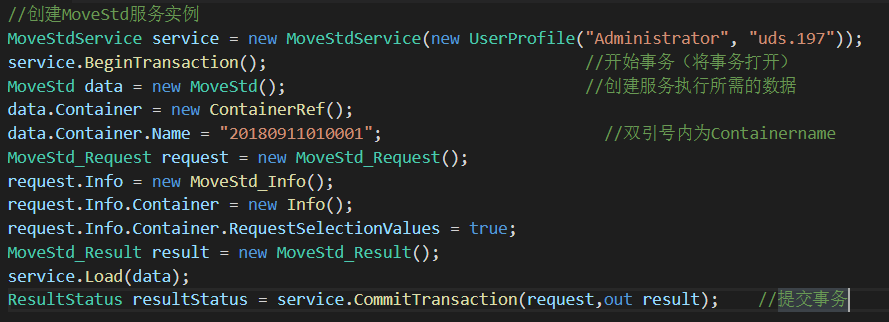 //创建MoveStd服务实例
MoveStdService service = new MoveStdService(new UserProfile("Administrator", "uds.197"));
service.BeginTransaction(); //开始事务（将事务打开）
MoveStd data = new MoveStd(); //创建服务执行所需的数据
data.Container = new ContainerRef();
data.Container.Name = "20180911010001"; //双引号内为Containername
MoveStd_Request request = new MoveStd_Request();
request.Info = new MoveStd_Info();
request.Info.Container = new Info();
request.Info.Container.RequestSelectionValues = true;
MoveStd_Result result = new MoveStd_Result();
service.Load(data);
ResultStatus resultStatus = service.CommitTransaction(request,out result); //提交事务